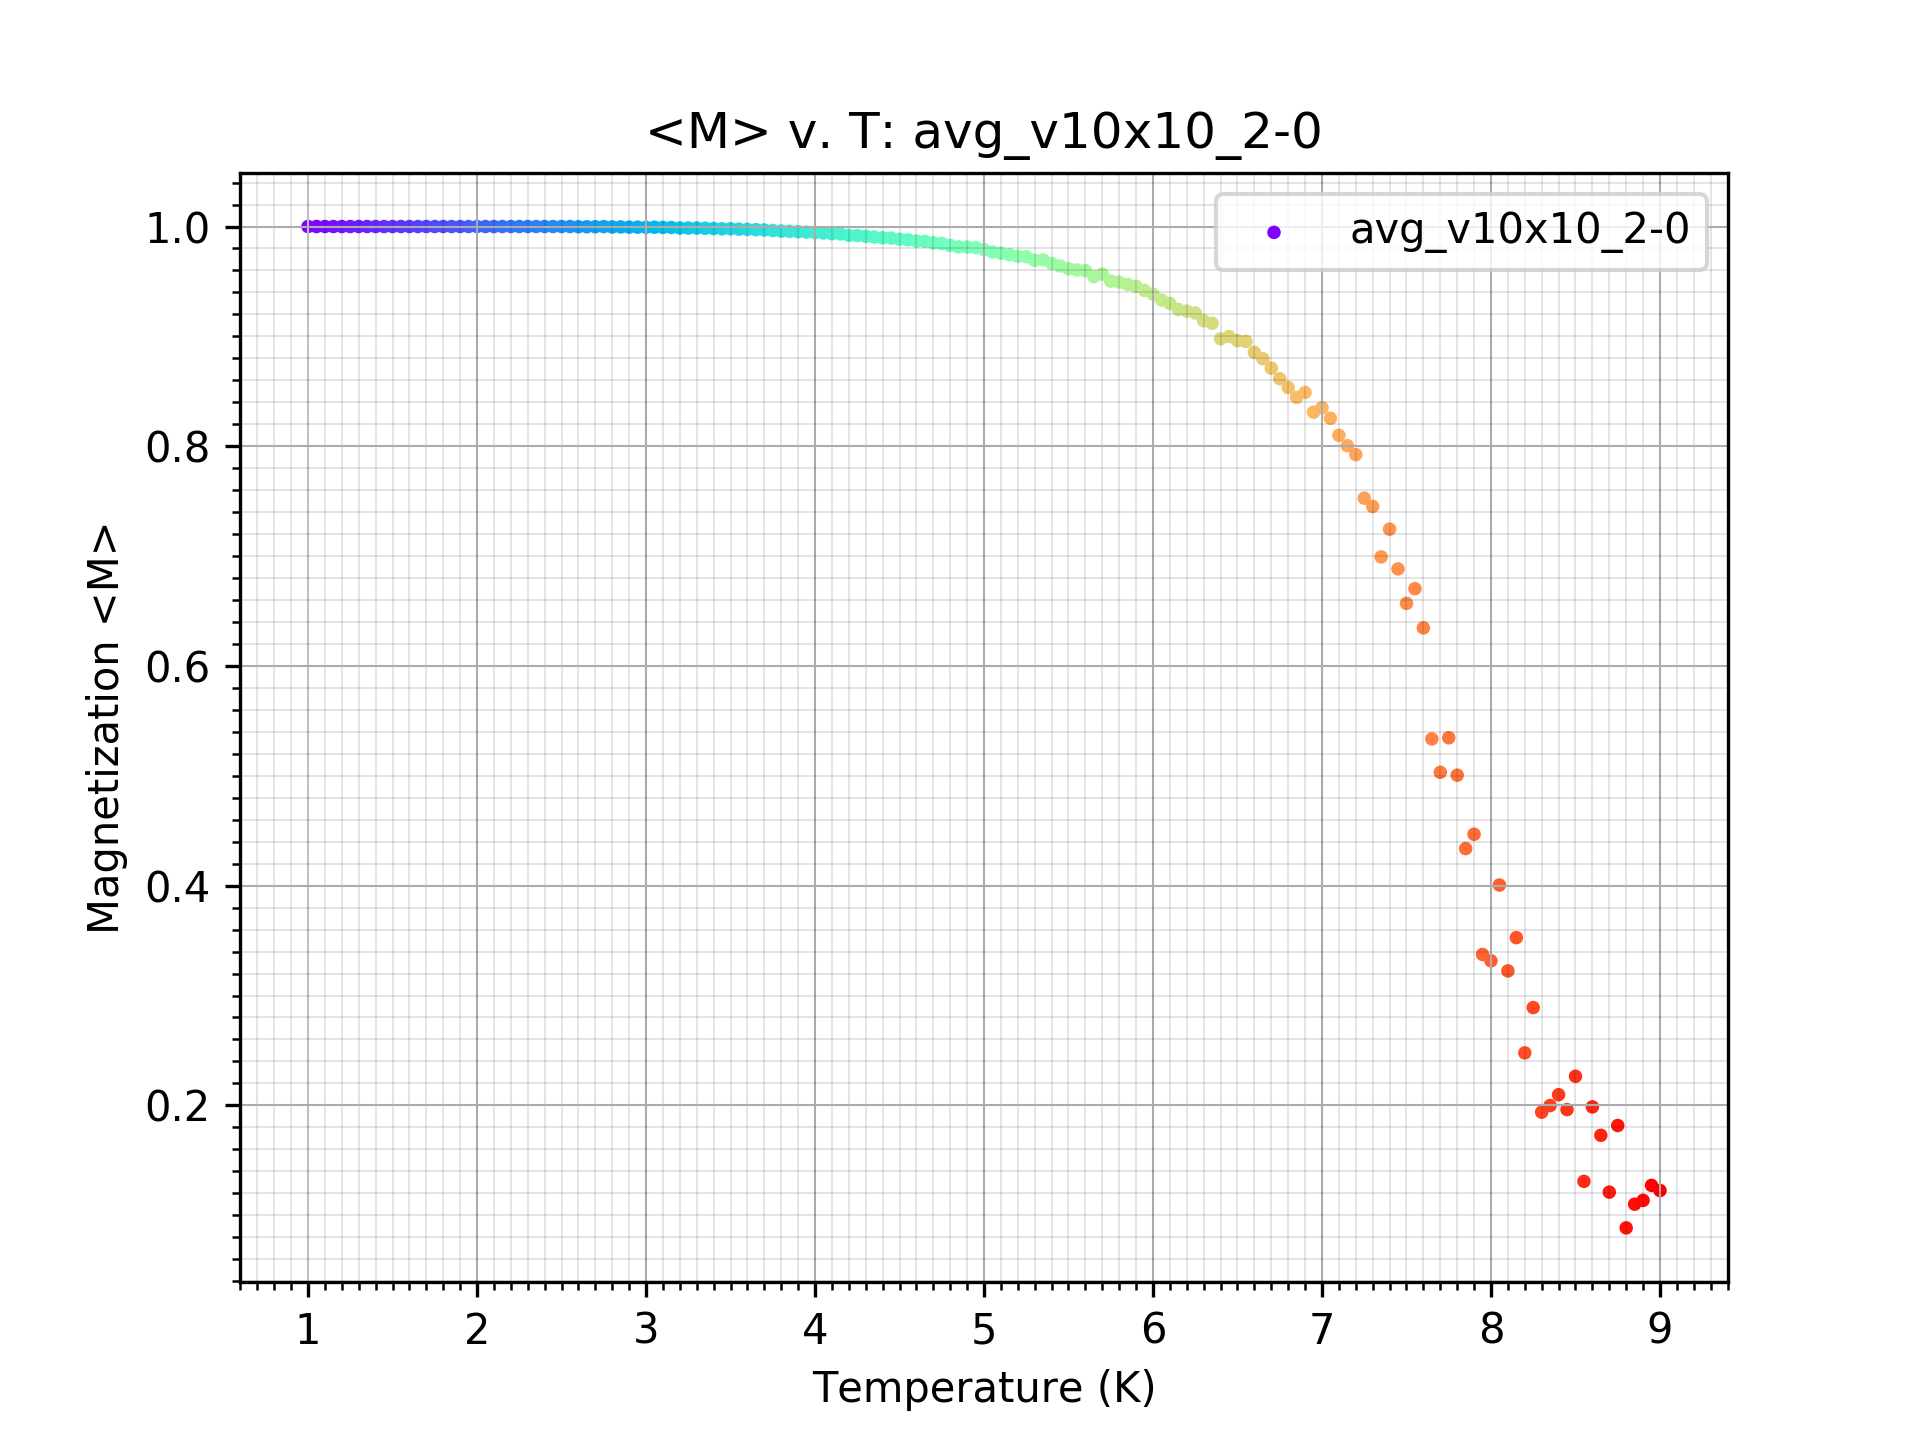 <M> v. T: avg_v10x10_2-0
avg_v10x10_2-0
1.0
0.8
0.6
0.4
0.2
Magnetization <M>
1 2 3 4 5 6 7 8 9
Temperature (K)